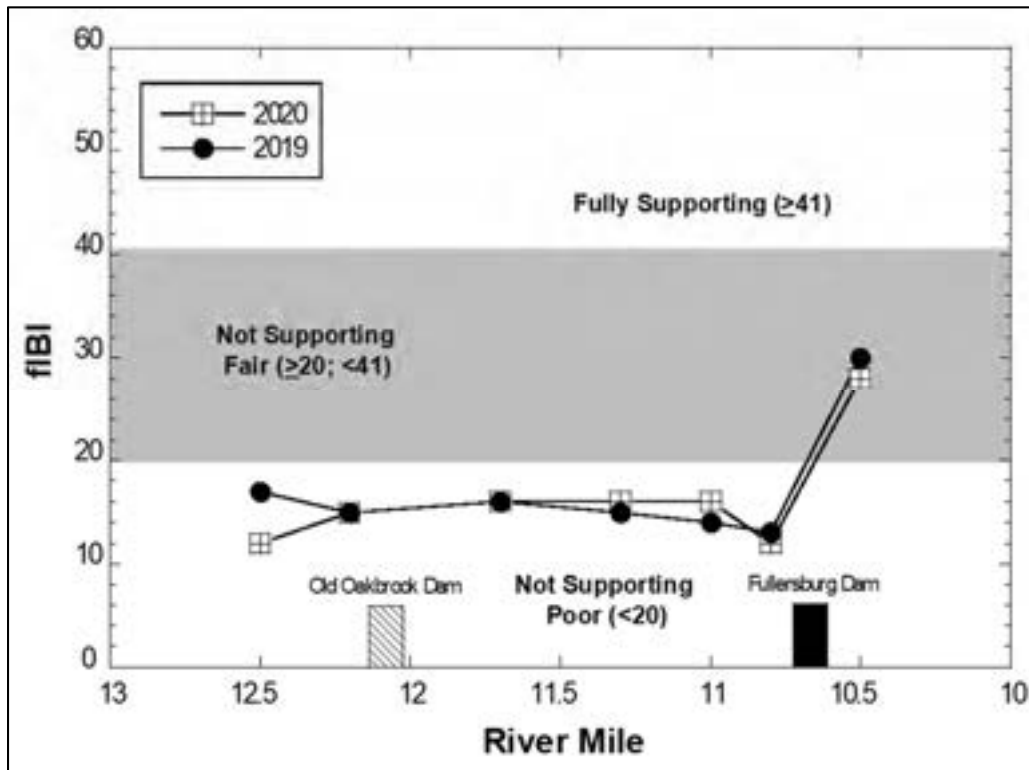 60
50
40
30
20
10
0
fIBI
2020
2019
Fully Supporting (≥41)
Not Supporting
Fair (≥20; <41)
Old Oakbrook Dam
Not Supporting
Poor (<20)
Fullersburg Dam
13
12.5
12
11.5
11
10.5
10
River Mile